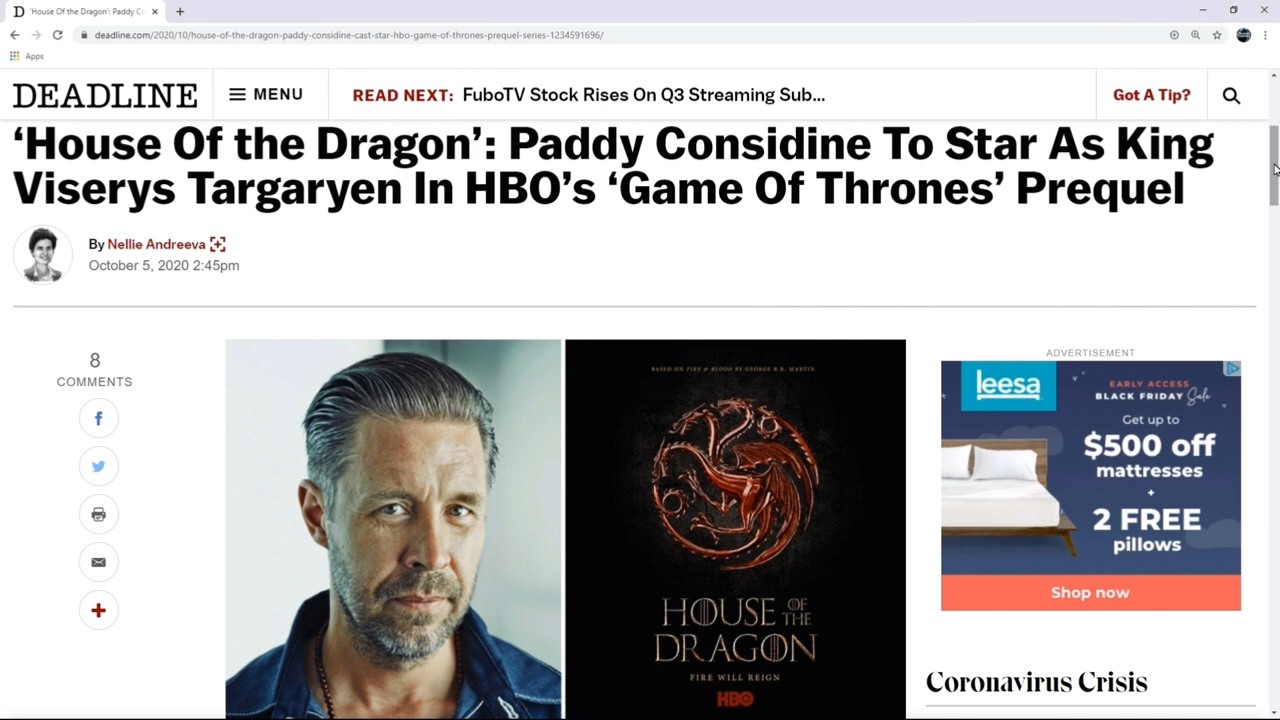 D 'House Of the Dragon': Paddy Co
deadline.com/2020/10/house-of-the-dragon-paddy-considine-cast-star-hbo-game-of-thrones-prequel-series-1234591696/
Apps
DEADLINE
MENU
READ NEXT: FuboTV Stock Rises On Q3 Streaming Sub...
Got A Tip?
‘House Of the Dragon’: Paddy Considine To Star As King
Viserys Targaryen In HBO’s ‘Game Of Thrones’ Prequel
By Nellie Andreeva
October 5, 2020 2:45pm
8
COMMENTS
BASED ON FIRE & BLOOD BY GEORGE R.R. MARTIN
HOUSE OF THE
DRAGON
FIRE WILL REIGN
HBO
ADVERTISEMENT
leesa
EARLY ACCESS
BLACK FRIDAY Sale
Get up to
$500 off
mattresses
+
2 FREE
pillows
Shop now
Coronavirus Crisis